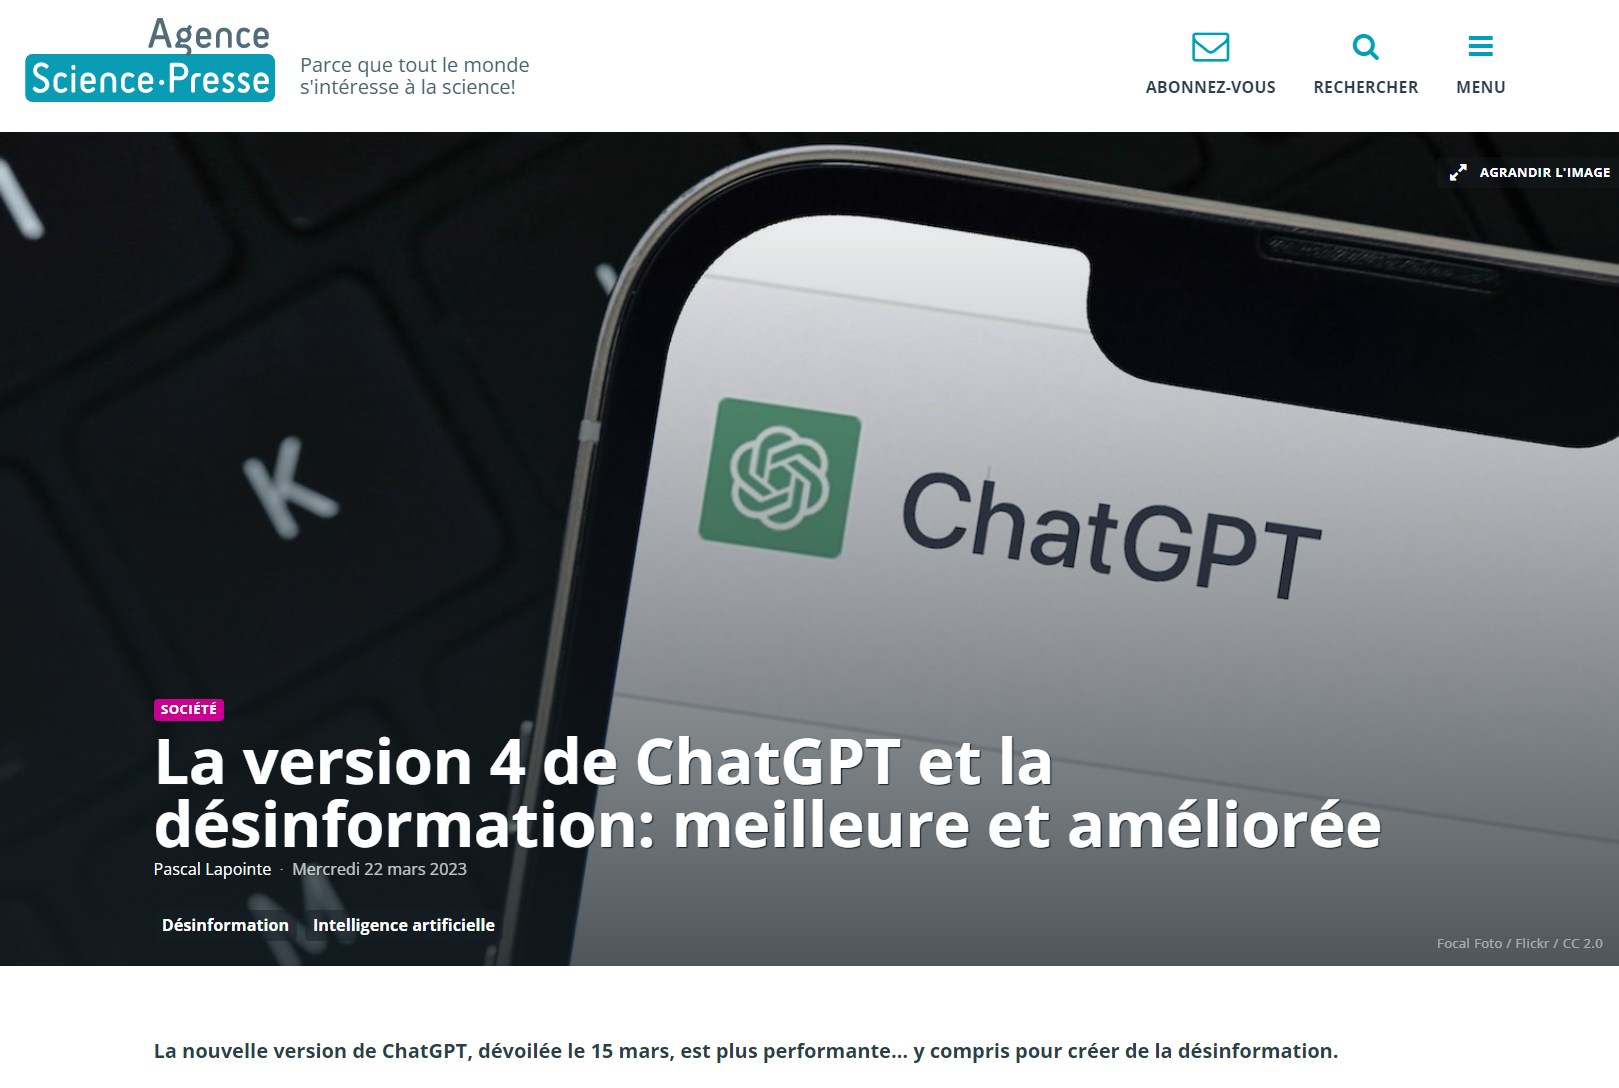 Agence
Science·Presse
Parce que tout le monde
s'intéresse à la science!
ABONNEZ-VOUS
RECHERCHER
MENU
AGRANDIR L'IMAGE
K
ChatGPT
SOCIÉTÉ
La version 4 de ChatGPT et la
désinformation: meilleure et améliorée
Pascal Lapointe · Mercredi 22 mars 2023
M
Désinformation Intelligence artificielle
Focal Foto / Flickr / CC 2.0
La nouvelle version de ChatGPT, dévoilée le 15 mars, est plus performante... y compris pour créer de la désinformation.